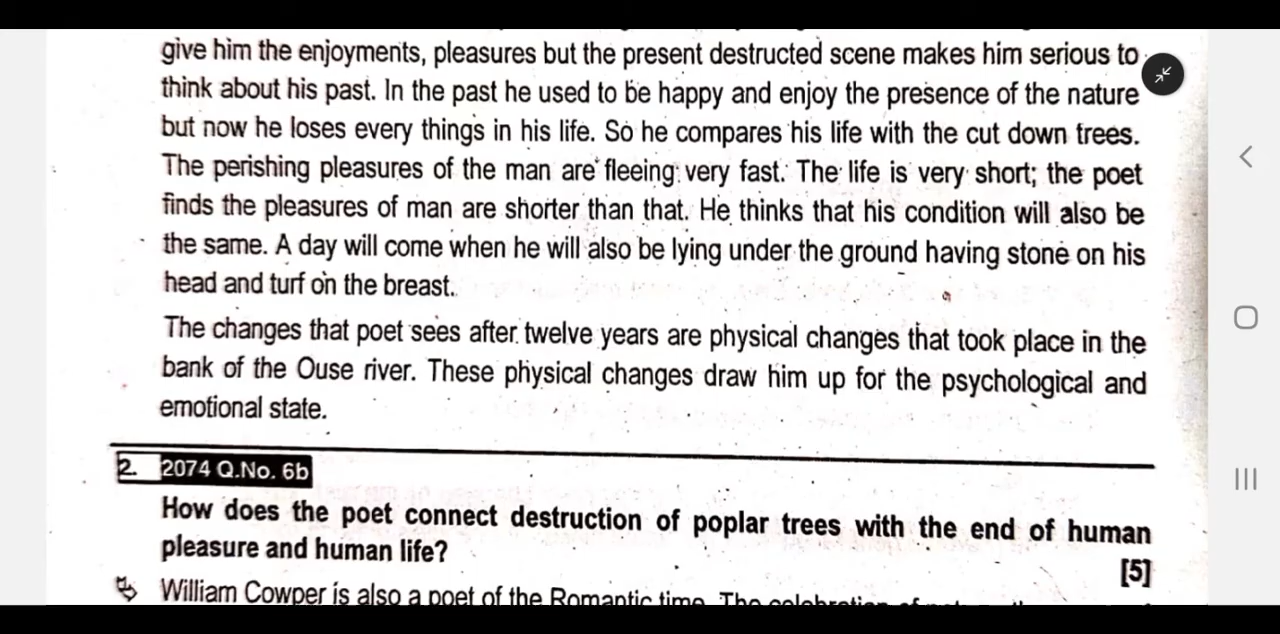 give him the enjoyments, pleasures but the present destructed scene makes him serious to
think about his past. In the past he used to be happy and enjoy the presence of the nature
but now he loses every things in his life. So he compares his life with the cut down trees.
The perishing pleasures of the man are fleeing very fast. The life is very short; the poet
finds the pleasures of man are shorter than that. He thinks that his condition will also be
the same. A day will come when he will also be lying under the ground having stone on his
head and turf on the breast.
The changes that poet sees after twelve years are physical changes that took place in the
bank of the Ouse river. These physical changes draw him up for the psychological and
emotional state.
2. 2074 Q.No. 6b
How does the poet connect destruction of poplar trees with the end of human
pleasure and human life?
[5]
William Cowper is also a poet of the Romantic time. The celebration of